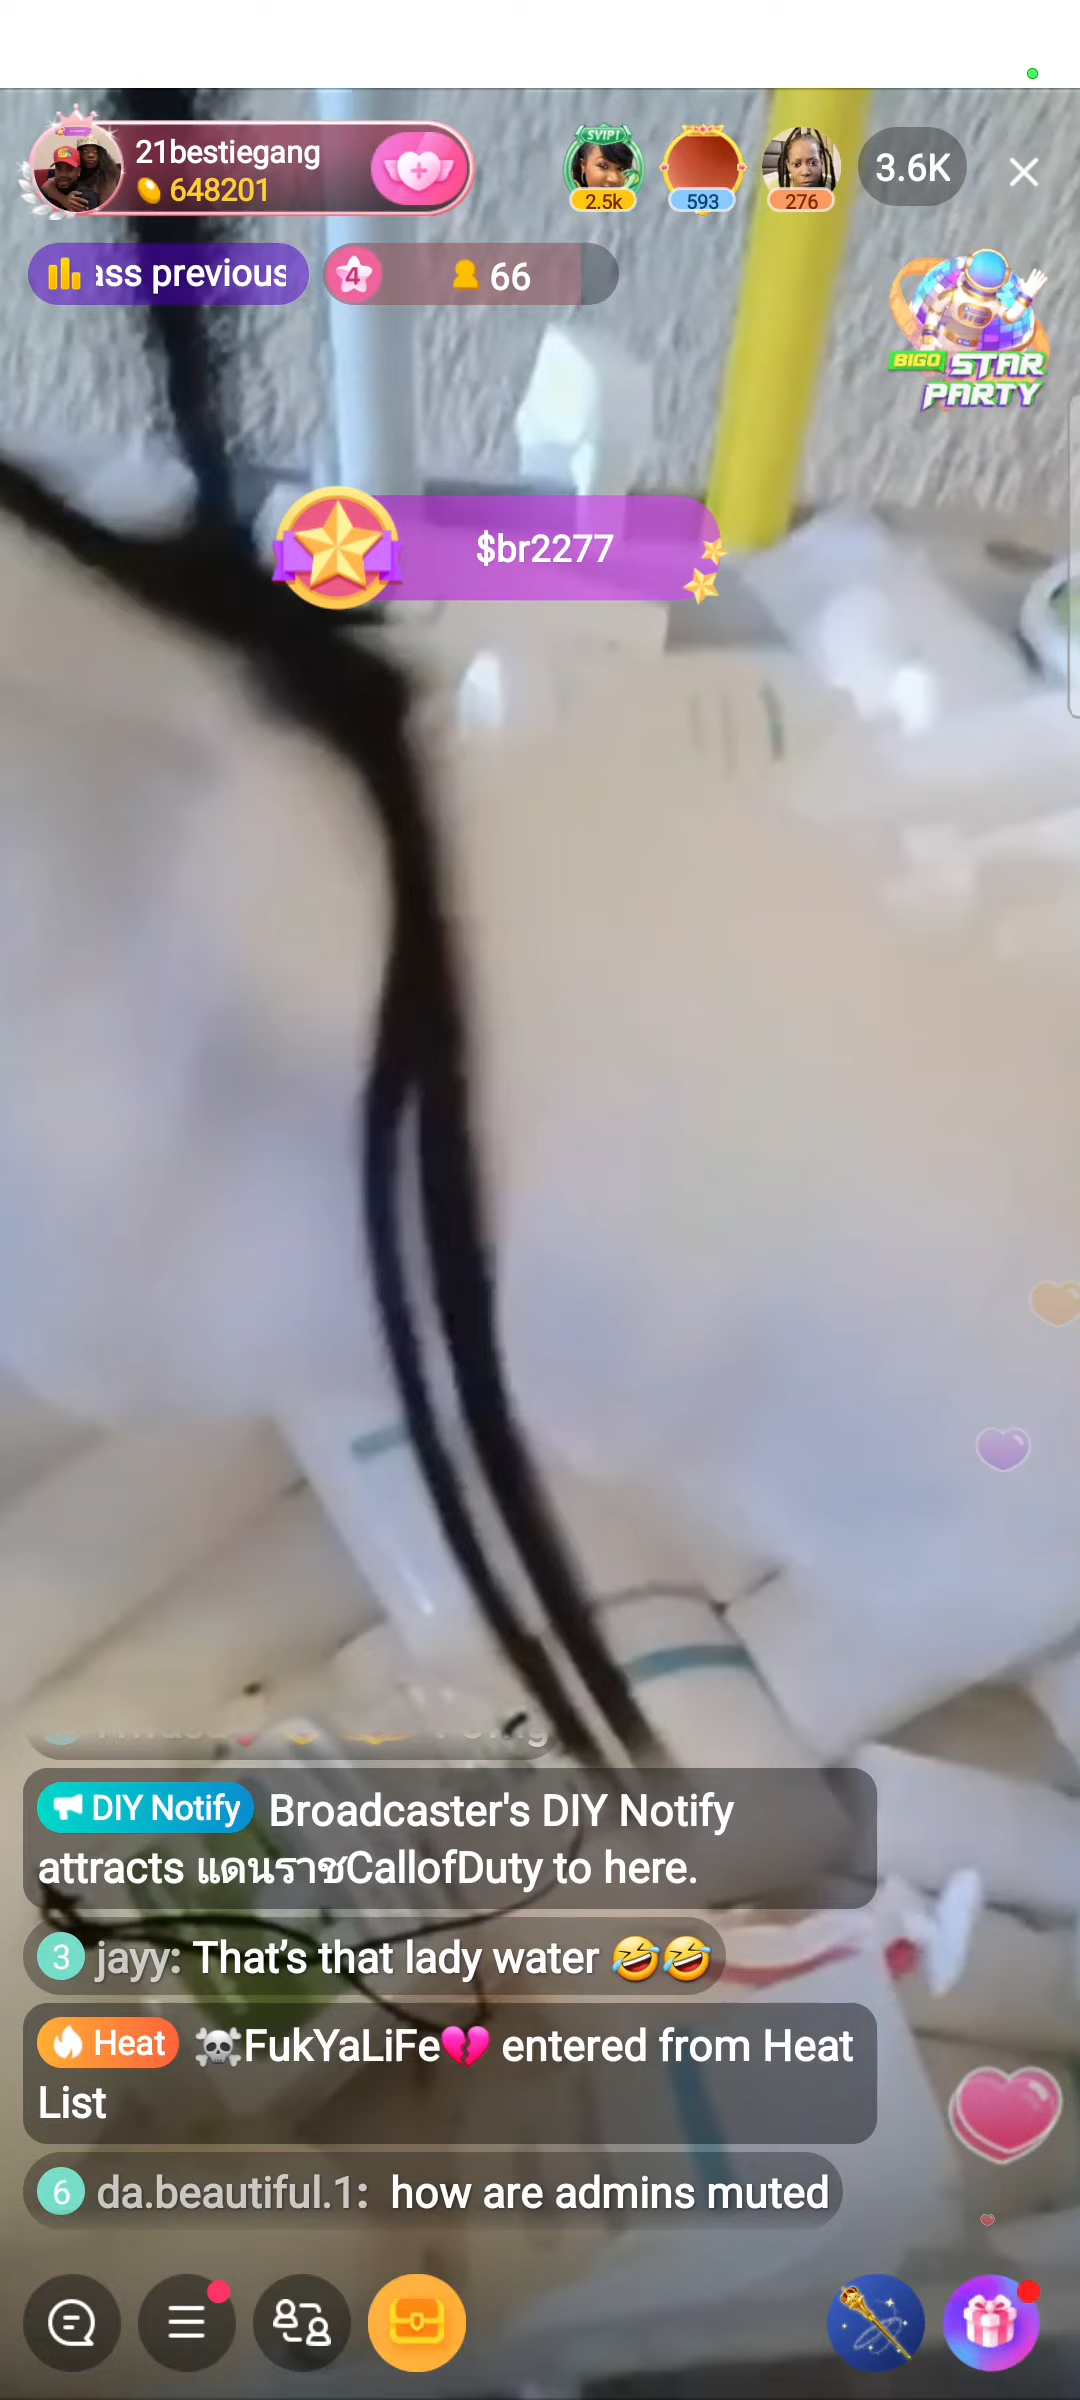 21bestiegang
648201
SVIP1
2.5k
593
276
3.6K
ass previous
4
66
BIGO STAR
PARTY
$br2277
DIY Notify Broadcaster's DIY Notify
attracts แดนราชCallofDuty to here.
3 jayy: That’s that lady water 🤣🤣
Heat ☠️FukYaLiFe💔 entered from Heat
List
6 da.beautiful.1: how are admins muted